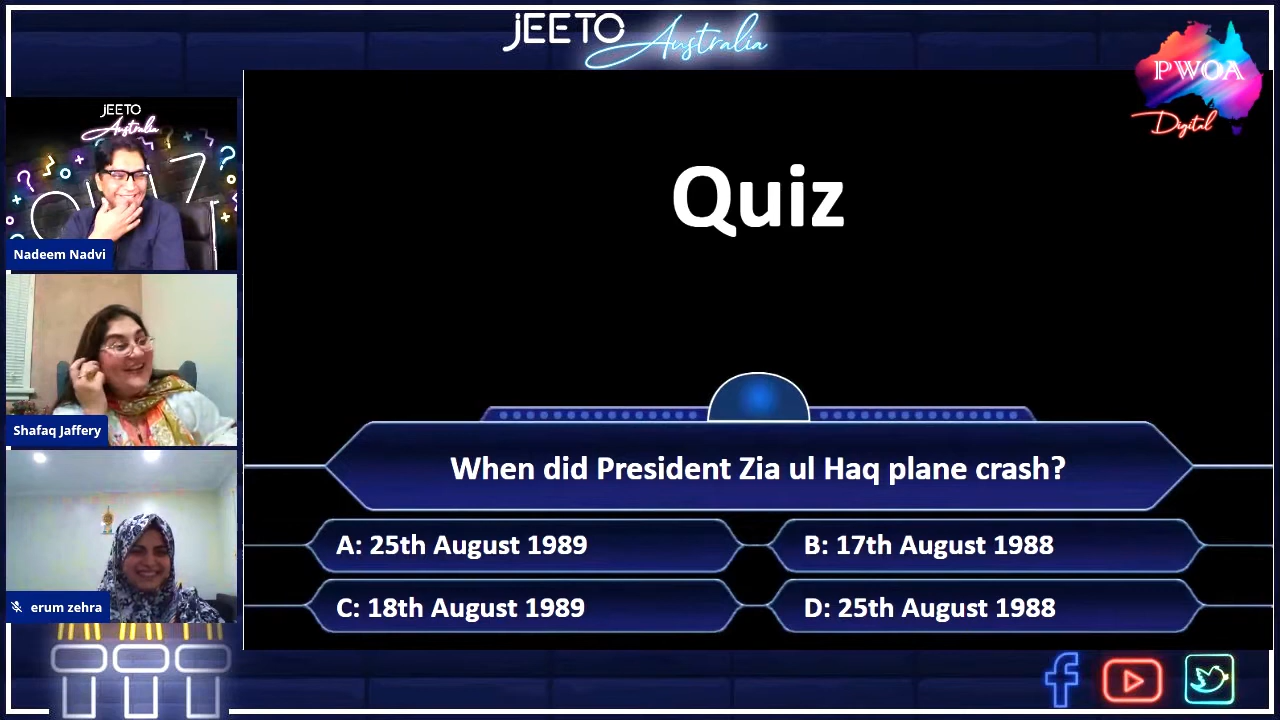 JEETO
Australia
PWOA
Digital
JEETO
Australia
QUIZ
Nadeem Nadvi
Shafaq Jaffery
erum zehra
Quiz
When did President Zia ul Haq plane crash?
A: 25th August 1989
B: 17th August 1988
C: 18th August 1989
D: 25th August 1988